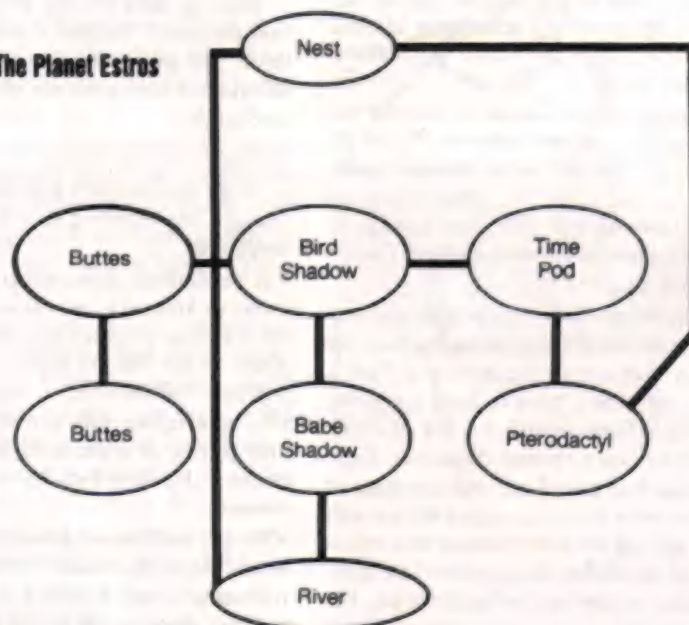 The Planet Estros
Nest
Buttes
Bird
Shadow
Time
Pod
Buttes
Babe
Shadow
Pterodactyl
River